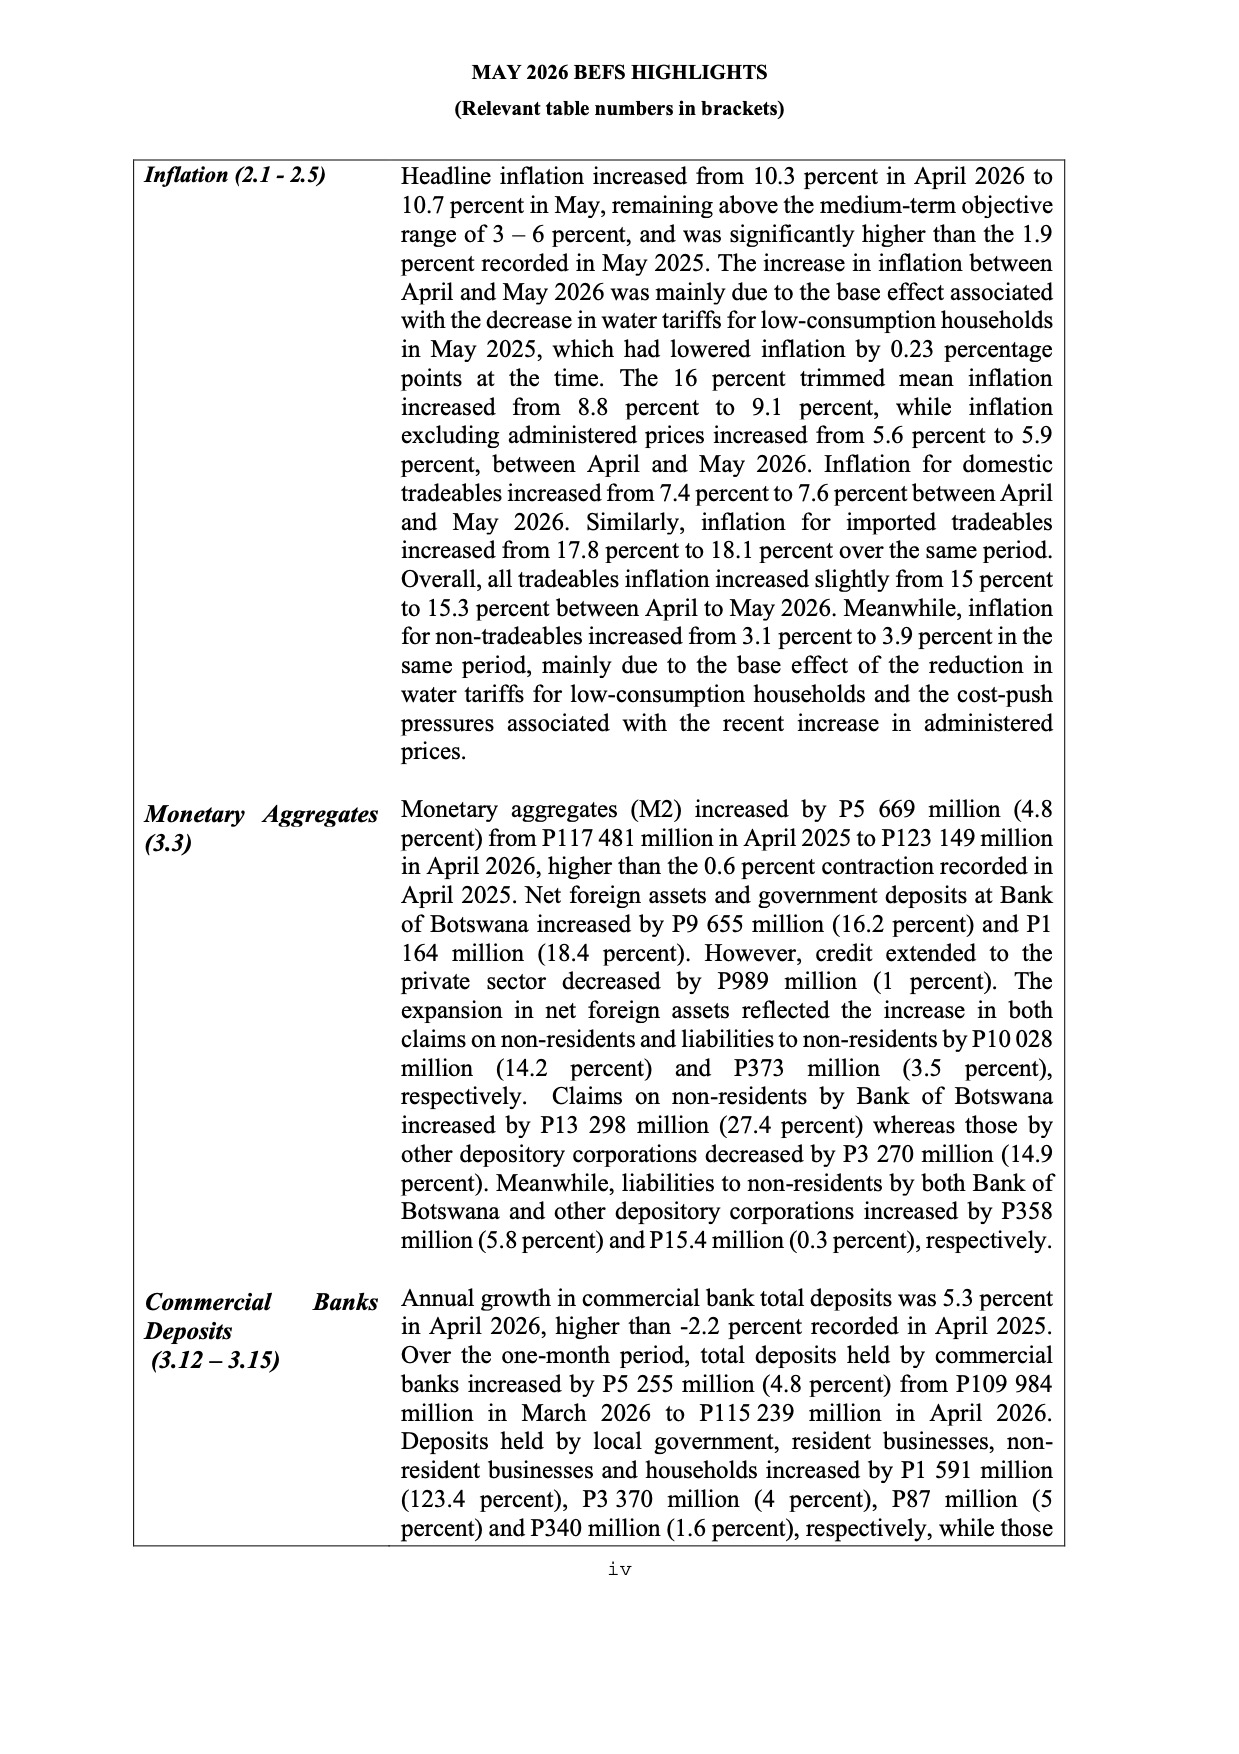 MAY 2026 BEFS HIGHLIGHTS
(Relevant table numbers in brackets)
Inflation (2.1 - 2.5)
Headline inflation increased from 10.3 percent in April 2026 to
10.7 percent in May, remaining above the medium-term objective
range of 3 – 6 percent, and was significantly higher than the 1.9
percent recorded in May 2025. The increase in inflation between
April and May 2026 was mainly due to the base effect associated
with the decrease in water tariffs for low-consumption households
in May 2025, which had lowered inflation by 0.23 percentage
points at the time. The 16 percent trimmed mean inflation
increased from 8.8 percent to 9.1 percent, while inflation
excluding administered prices increased from 5.6 percent to 5.9
percent, between April and May 2026. Inflation for domestic
tradeables increased from 7.4 percent to 7.6 percent between April
and May 2026. Similarly, inflation for imported tradeables
increased from 17.8 percent to 18.1 percent over the same period.
Overall, all tradeables inflation increased slightly from 15 percent
to 15.3 percent between April to May 2026. Meanwhile, inflation
for non-tradeables increased from 3.1 percent to 3.9 percent in the
same period, mainly due to the base effect of the reduction in
water tariffs for low-consumption households and the cost-push
pressures associated with the recent increase in administered
prices.
Monetary Aggregates
(3.3)
Monetary aggregates (M2) increased by P5 669 million (4.8
percent) from P117 481 million in April 2025 to P123 149 million
in April 2026, higher than the 0.6 percent contraction recorded in
April 2025. Net foreign assets and government deposits at Bank
of Botswana increased by P9 655 million (16.2 percent) and P1
164 million (18.4 percent). However, credit extended to the
private sector decreased by P989 million (1 percent). The
expansion in net foreign assets reflected the increase in both
claims on non-residents and liabilities to non-residents by P10 028
million (14.2 percent) and P373 million (3.5 percent),
respectively. Claims on non-residents by Bank of Botswana
increased by P13 298 million (27.4 percent) whereas those by
other depository corporations decreased by P3 270 million (14.9
percent). Meanwhile, liabilities to non-residents by both Bank of
Botswana and other depository corporations increased by P358
million (5.8 percent) and P15.4 million (0.3 percent), respectively.
Commercial Banks
Deposits
(3.12 – 3.15)
Annual growth in commercial bank total deposits was 5.3 percent
in April 2026, higher than -2.2 percent recorded in April 2025.
Over the one-month period, total deposits held by commercial
banks increased by P5 255 million (4.8 percent) from P109 984
million in March 2026 to P115 239 million in April 2026.
Deposits held by local government, resident businesses, non-
resident businesses and households increased by P1 591 million
(123.4 percent), P3 370 million (4 percent), P87 million (5
percent) and P340 million (1.6 percent), respectively, while those
iv